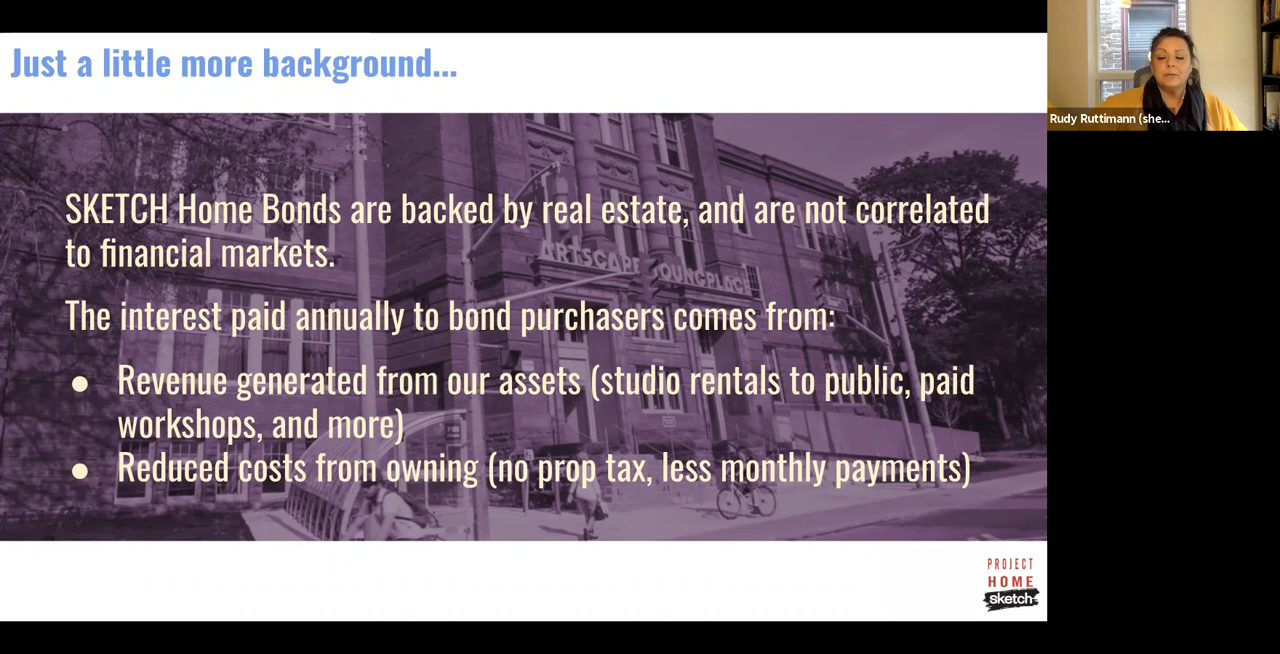 Just a little more background...
Rudy Ruttimann (she...
SKETCH Home Bonds are backed by real estate, and are not correlated
to financial markets.
ARTSCAPE YOUNGPLACE
The interest paid annually to bond purchasers comes from:
● Revenue generated from our assets (studio rentals to public, paid
workshops, and more)
● Reduced costs from owning (no prop tax, less monthly payments)
PROJECT
HOME
sketch